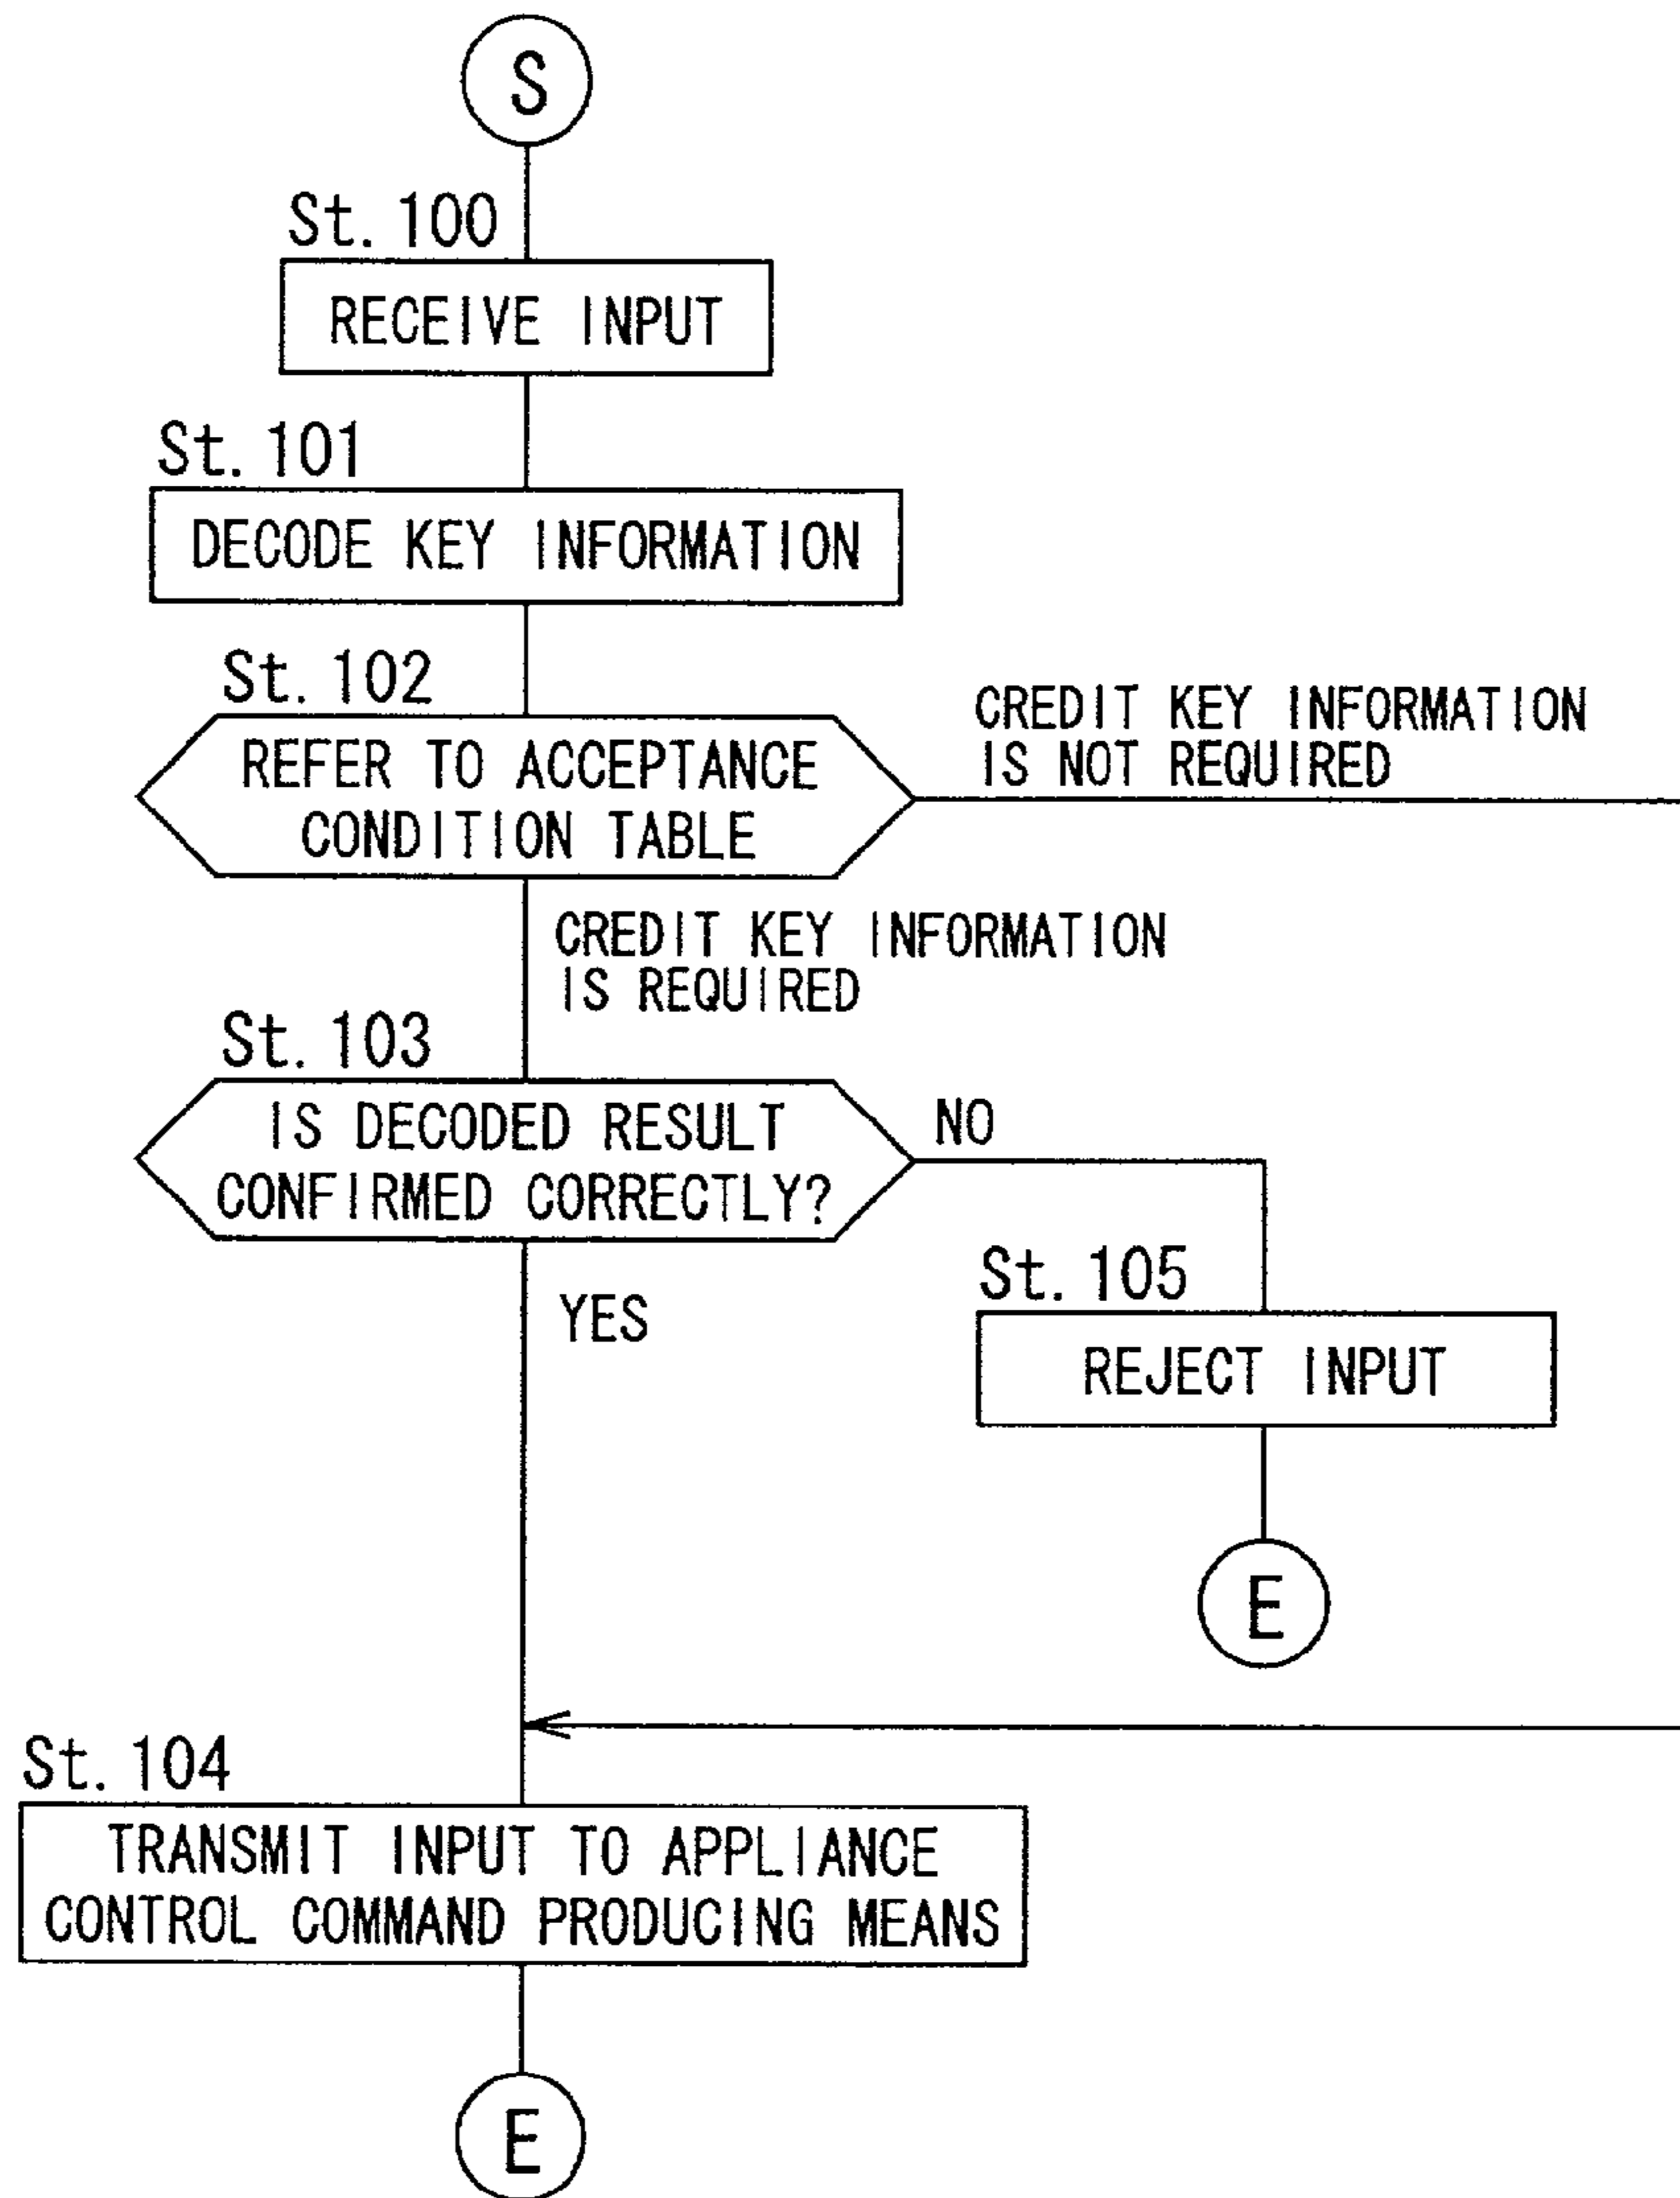 S
St. 100
RECEIVE INPUT
St. 101
DECODE KEY INFORMATION
St. 102
REFER TO ACCEPTANCE
CONDITION TABLE
CREDIT KEY INFORMATION
IS NOT REQUIRED
CREDIT KEY INFORMATION
IS REQUIRED
St. 103
IS DECODED RESULT
CONFIRMED CORRECTLY?
NO
YES
St. 105
REJECT INPUT
E
St. 104
TRANSMIT INPUT TO APPLIANCE
CONTROL COMMAND PRODUCING MEANS
E